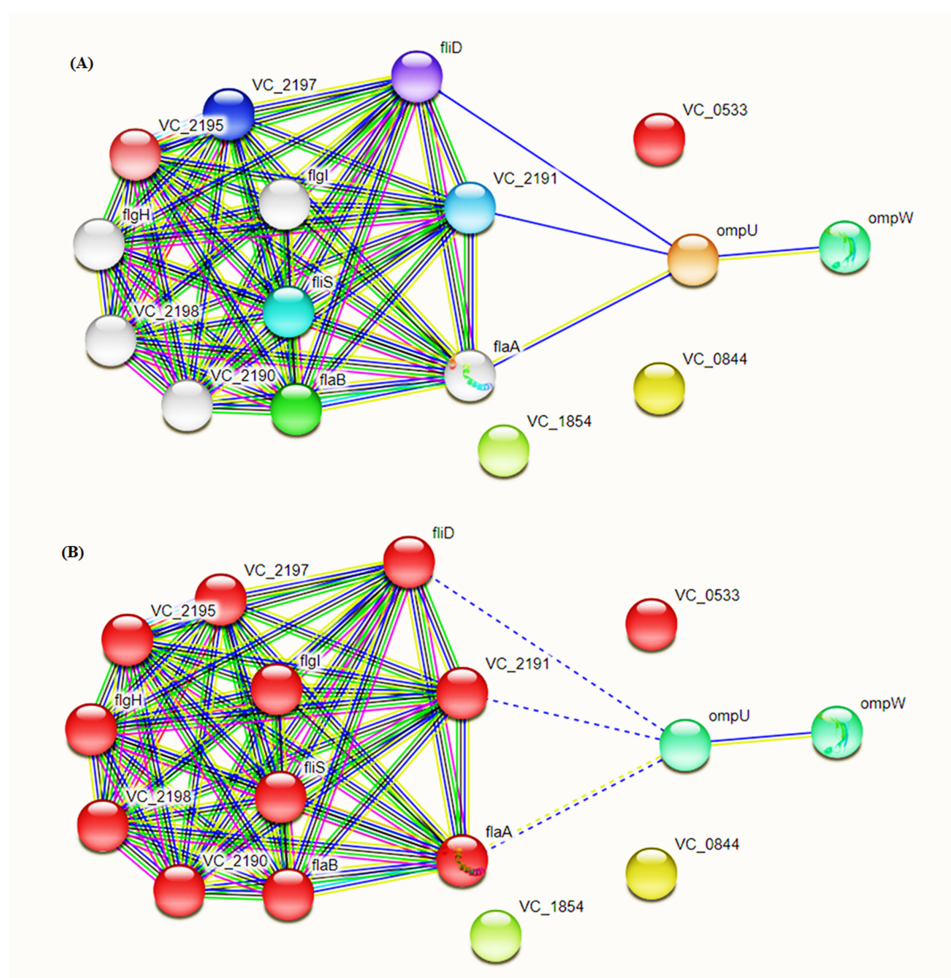 (A)
fliD
VC_2197
VC_0533
VC_2195
flgI
VC_2191
flgH
ompU
ompW
fliS
VC_2198
flaA
VC_0844
VC_2190
flaB
VC_1854
(B)
fliD
VC_2197
VC_0533
VC_2195
flgI
VC_2191
flgH
ompU
ompW
fliS
VC_2198
flaA
VC_0844
VC_2190
flaB
VC_1854